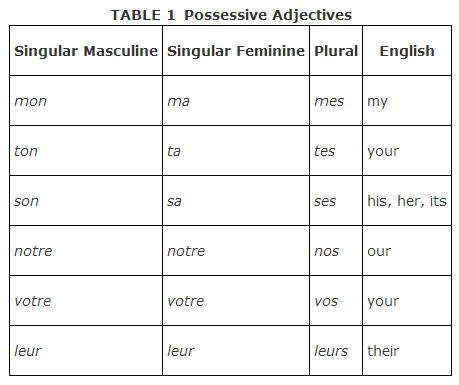 TABLE 1 Possessive Adjectives
Singular Masculine Singular Feminine Plural English
mon ma mes my
ton ta tes your
son sa ses his, her, its
notre notre nos our
votre votre vos your
leur leur leurs their